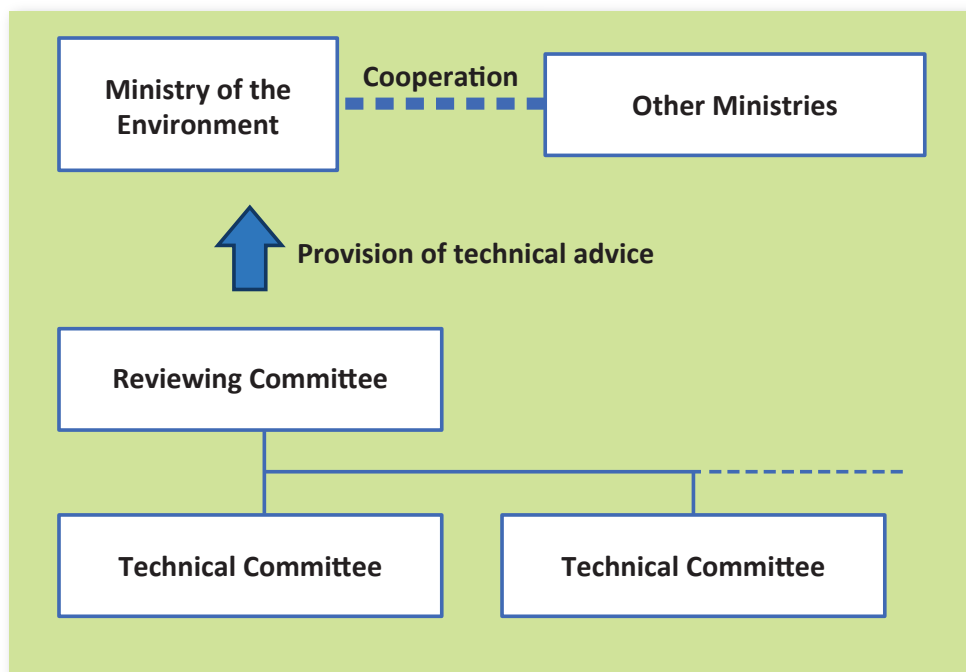 Ministry of the
Environment
Cooperation
Other Ministries
Provision of technical advice
Reviewing Committee
Technical Committee
Technical Committee